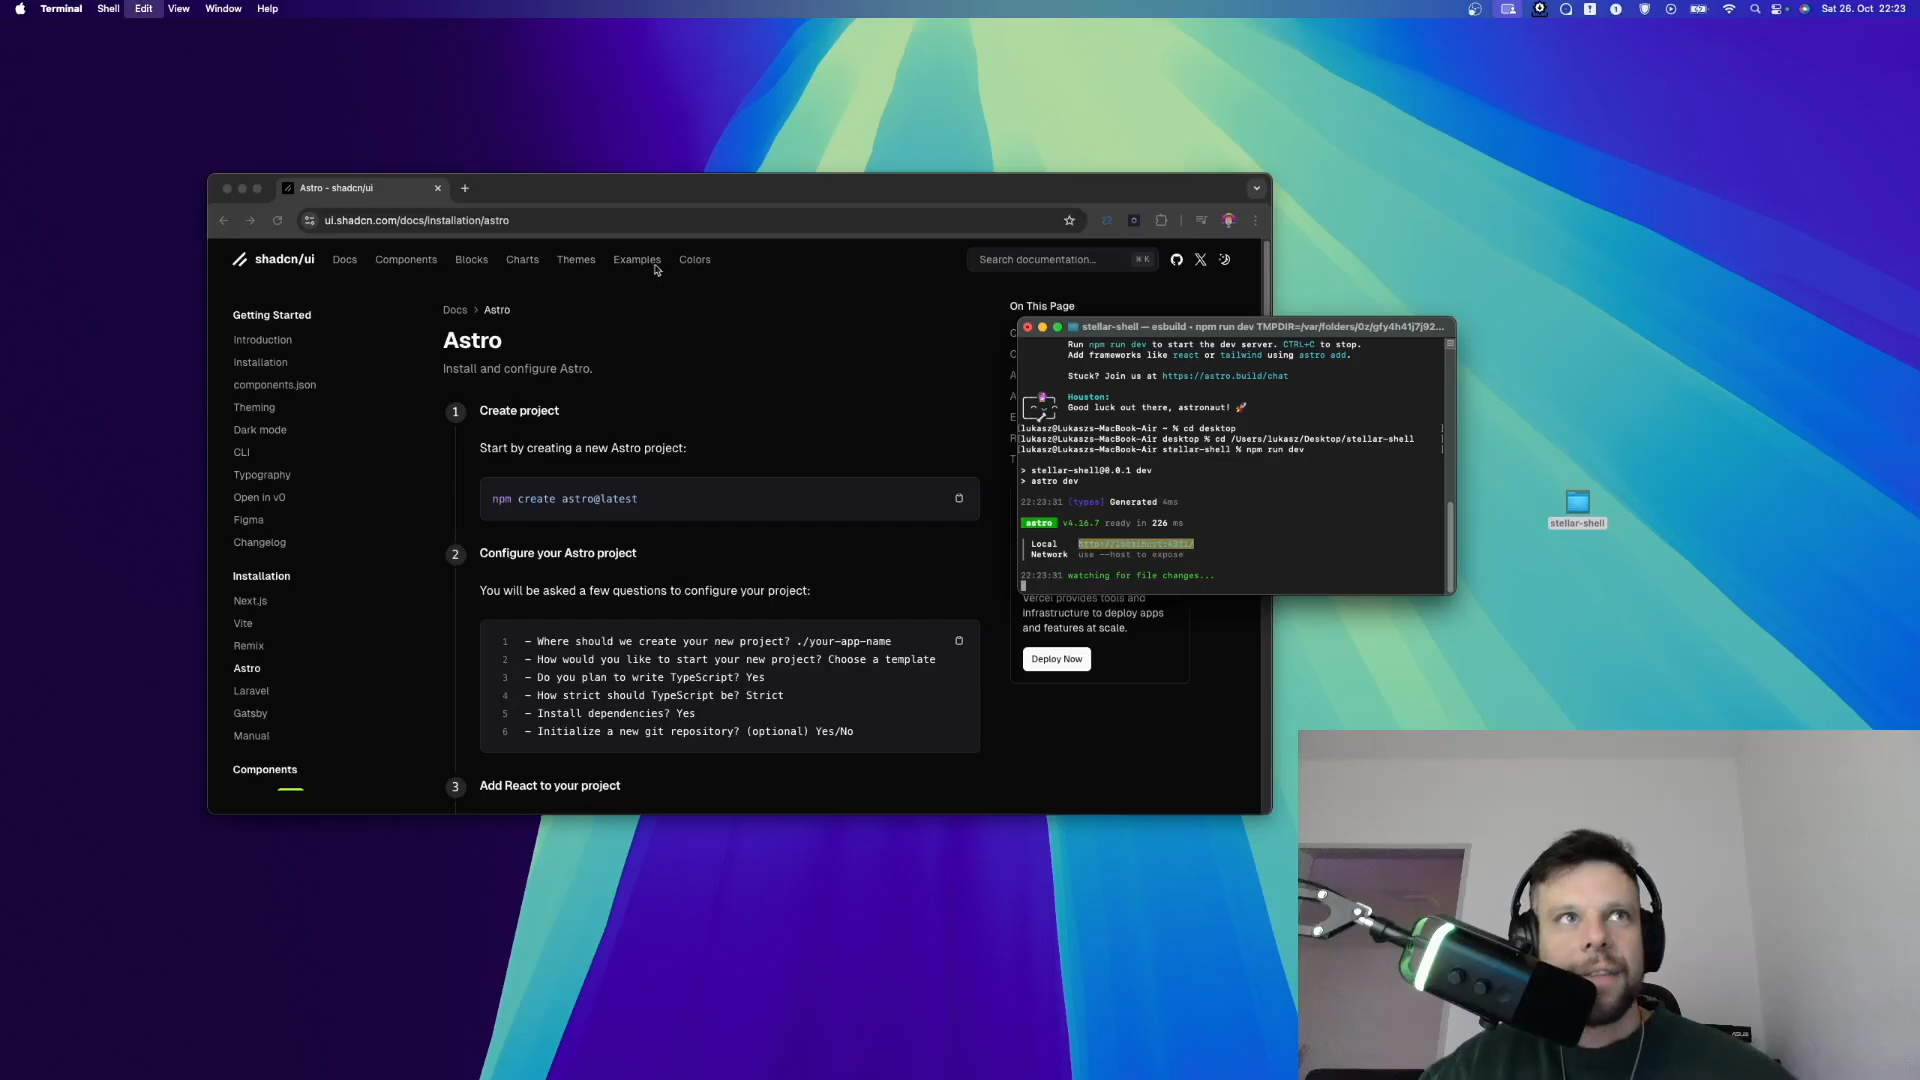 Terminal Shell Edit View Window Help
Sat 26. Oct 22:23
Astro - shadcn/ui
ui.shadcn.com/docs/installation/astro
shadcn/ui Docs Components Blocks Charts Themes Examples Colors
Search documentation... ⌘ K
Getting Started
Introduction
Installation
components.json
Theming
Dark mode
CLI
Typography
Open in v0
Figma
Changelog
Installation
Next.js
Vite
Remix
Astro
Laravel
Gatsby
Manual
Components
Docs > Astro
Astro
Install and configure Astro.
1 Create project
Start by creating a new Astro project:
npm create astro@latest
2 Configure your Astro project
You will be asked a few questions to configure your project:
1 - Where should we create your new project? ./your-app-name
2 - How would you like to start your new project? Choose a template
3 - Do you plan to write TypeScript? Yes
4 - How strict should TypeScript be? Strict
5 - Install dependencies? Yes
6 - Initialize a new git repository? (optional) Yes/No
3 Add React to your project
On This Page
Vercel provides tools and
infrastructure to deploy apps
and features at scale.
Deploy Now
stellar-shell — esbuild • npm run dev TMPDIR=/var/folders/0z/gfy4h41j7j92...
Run npm run dev to start the dev server. CTRL+C to stop.
Add frameworks like react or tailwind using astro add.
Stuck? Join us at https://astro.build/chat
Houston:
Good luck out there, astronaut! 🚀
[lukasz@Lukaszs-MacBook-Air ~ % cd desktop ]
[lukasz@Lukaszs-MacBook-Air desktop % cd /Users/lukasz/Desktop/stellar-shell ]
[lukasz@Lukaszs-MacBook-Air stellar-shell % npm run dev ]
> stellar-shell@0.0.1 dev
> astro dev
22:23:31 [types] Generated 4ms
astro v4.16.7 ready in 226 ms
Local http://localhost:4321/
Network use --host to expose
22:23:31 watching for file changes...
stellar-shell